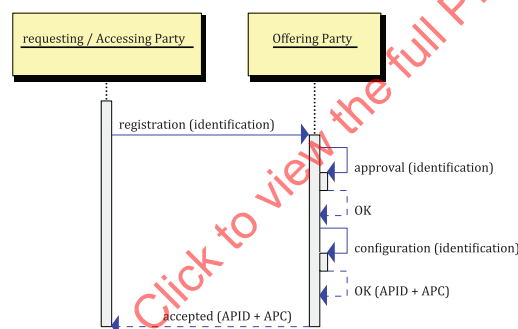 requesting / Accessing Party
Offering Party
registration (identification)
approval (identification)
OK
configuration (identification)
OK (APID + APC)
accepted (APID + APC)
Click to view the full